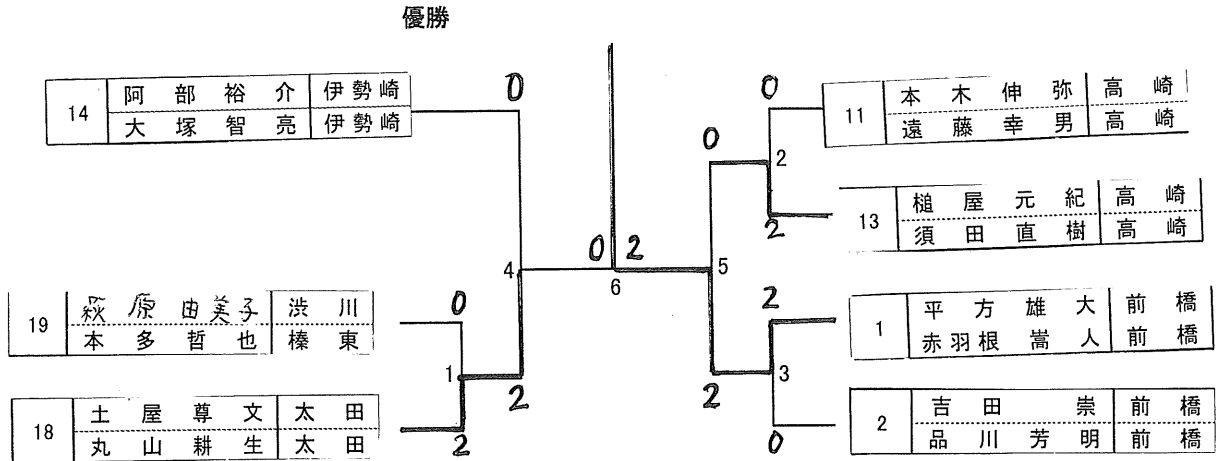 優勝
14 阿部裕介 伊勢崎
大塚智亮 伊勢崎
0
0
11 本木伸弥 高崎
遠藤幸男 高崎
0
2
13 槌屋元紀 高崎
須田直樹 高崎
2
4
0 2
5
6
19 萩原由美子 渋川
本多哲也 榛東
0
2
1 平方雄大 前橋
赤羽根嵩人 前橋
1
2
2
3
18 土屋尊文 太田
丸山耕生 太田
2
0
2 吉田崇 前橋
品川芳明 前橋